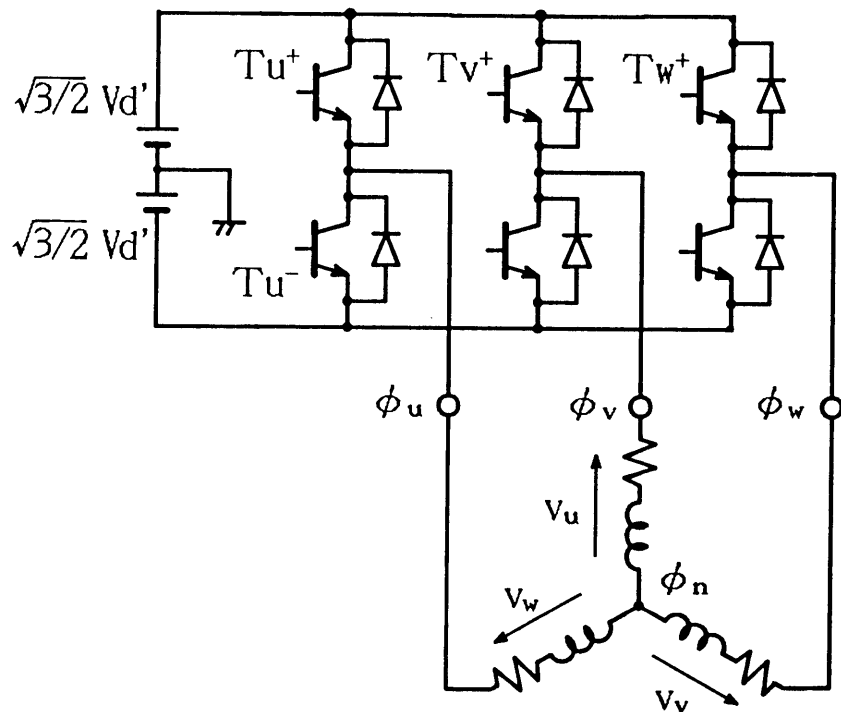 Tu⁺
Tv⁺
Tw⁺
√3/2 Vd'
√3/2 Vd'
Tu⁻
ϕu
ϕv
ϕw
Vu
ϕn
Vw
Vv